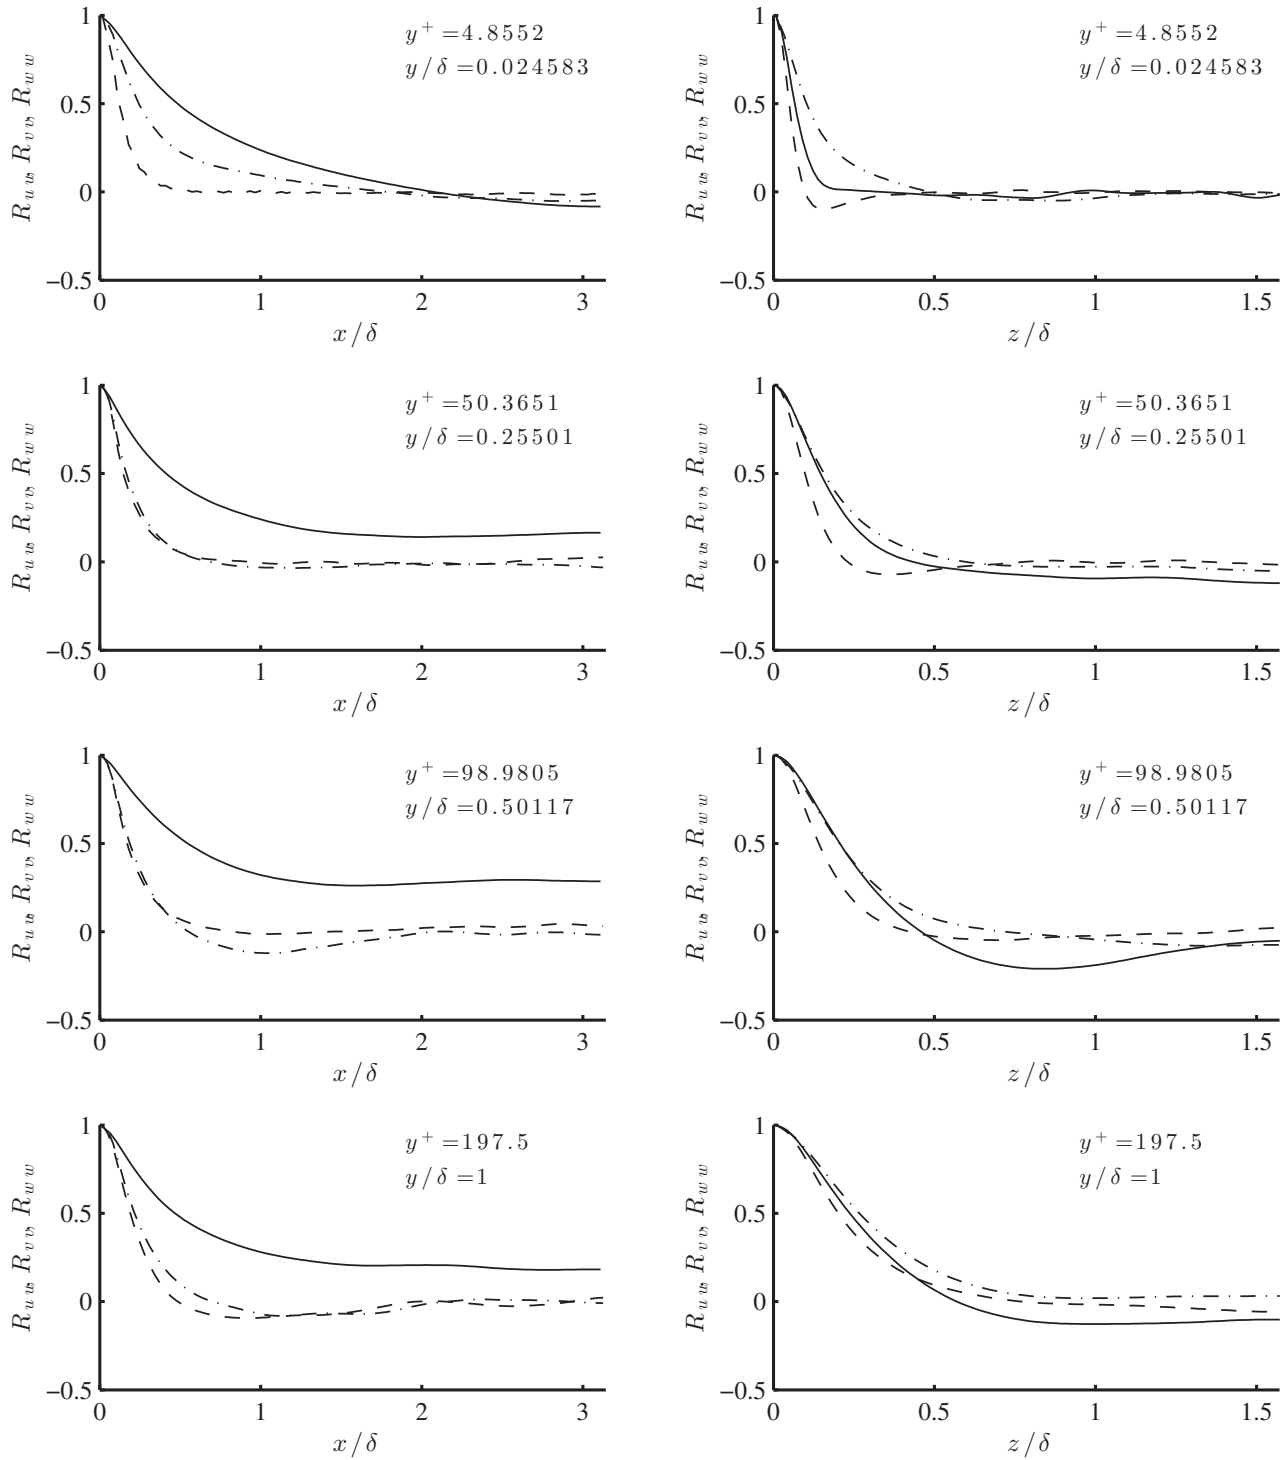 1
0.5
0
−0.5
0 1 2 3
x/δ
R_uu, R_vv, R_ww
y^+=4.8552
y/δ=0.024583
1
0.5
0
−0.5
0 0.5 1 1.5
z/δ
R_uu, R_vv, R_ww
y^+=4.8552
y/δ=0.024583
1
0.5
0
−0.5
0 1 2 3
x/δ
R_uu, R_vv, R_ww
y^+=50.3651
y/δ=0.25501
1
0.5
0
−0.5
0 0.5 1 1.5
z/δ
R_uu, R_vv, R_ww
y^+=50.3651
y/δ=0.25501
1
0.5
0
−0.5
0 1 2 3
x/δ
R_uu, R_vv, R_ww
y^+=98.9805
y/δ=0.50117
1
0.5
0
−0.5
0 0.5 1 1.5
z/δ
R_uu, R_vv, R_ww
y^+=98.9805
y/δ=0.50117
1
0.5
0
−0.5
0 1 2 3
x/δ
R_uu, R_vv, R_ww
y^+=197.5
y/δ=1
1
0.5
0
−0.5
0 0.5 1 1.5
z/δ
R_uu, R_vv, R_ww
y^+=197.5
y/δ=1